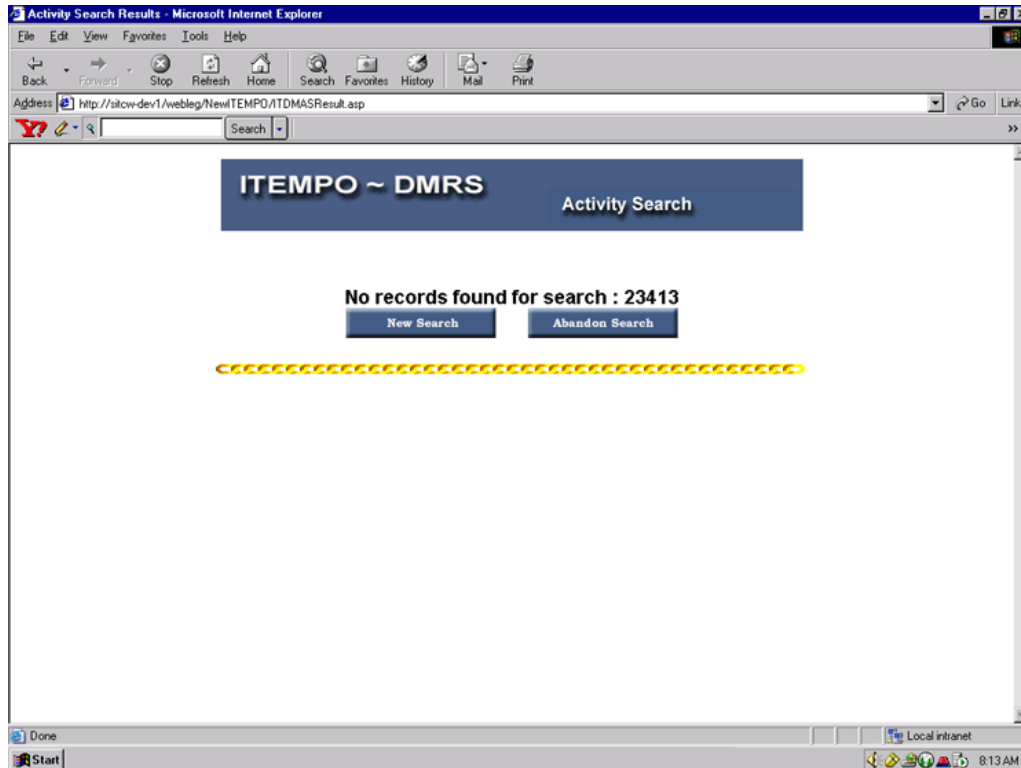 Activity Search Results - Microsoft Internet Explorer
File Edit View Favorites Tools Help
Back Forward Stop Refresh Home Search Favorites History Mail Print
Address http://sitcw-dev1/webleg/NewITEMPO/ITDMASResult.asp Go Link
Y? Search »
ITEMPO ~ DMRS
Activity Search
No records found for search : 23413
New Search Abandon Search
Done Local intranet
Start 8:13 AM